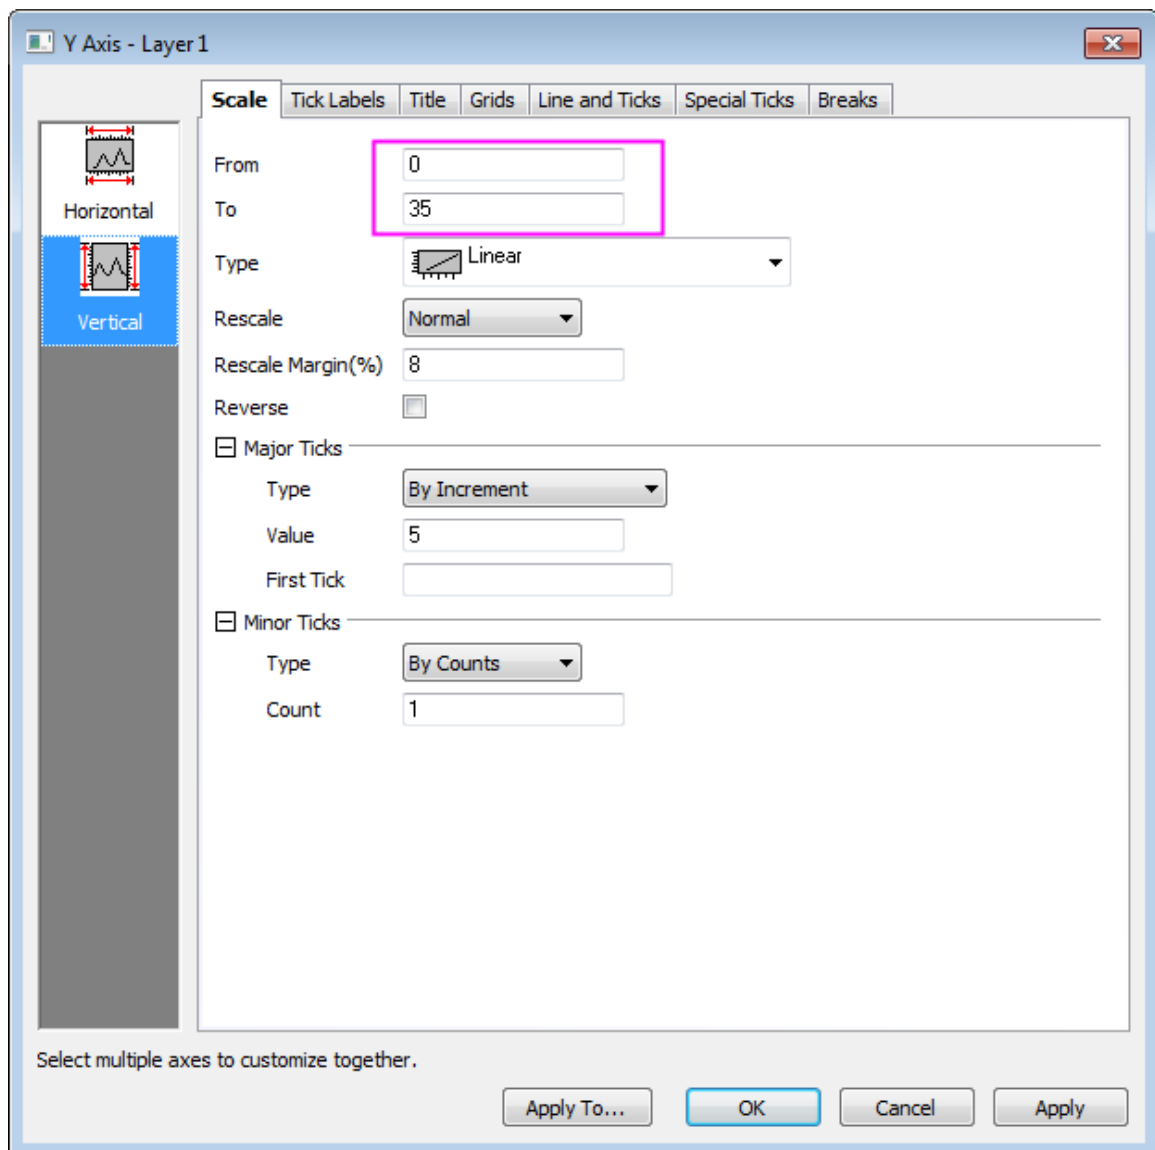 Y Axis - Layer 1
Scale Tick Labels Title Grids Line and Ticks Special Ticks Breaks
Horizontal
Vertical
From 0
To 35
Type Linear
Rescale Normal
Rescale Margin(%) 8
Reverse
Major Ticks
Type By Increment
Value 5
First Tick
Minor Ticks
Type By Counts
Count 1
Select multiple axes to customize together.
Apply To... OK Cancel Apply